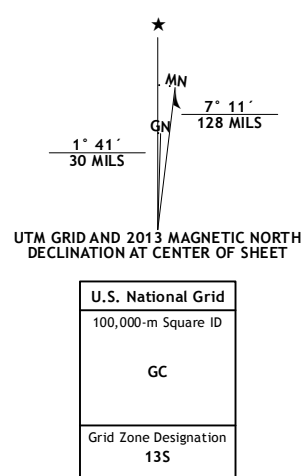 ★
MN
GN
7° 11´
128 MILS
1° 41´
30 MILS
UTM GRID AND 2013 MAGNETIC NORTH
DECLINATION AT CENTER OF SHEET
U.S. National Grid
100,000-m Square ID
GC
Grid Zone Designation
13S